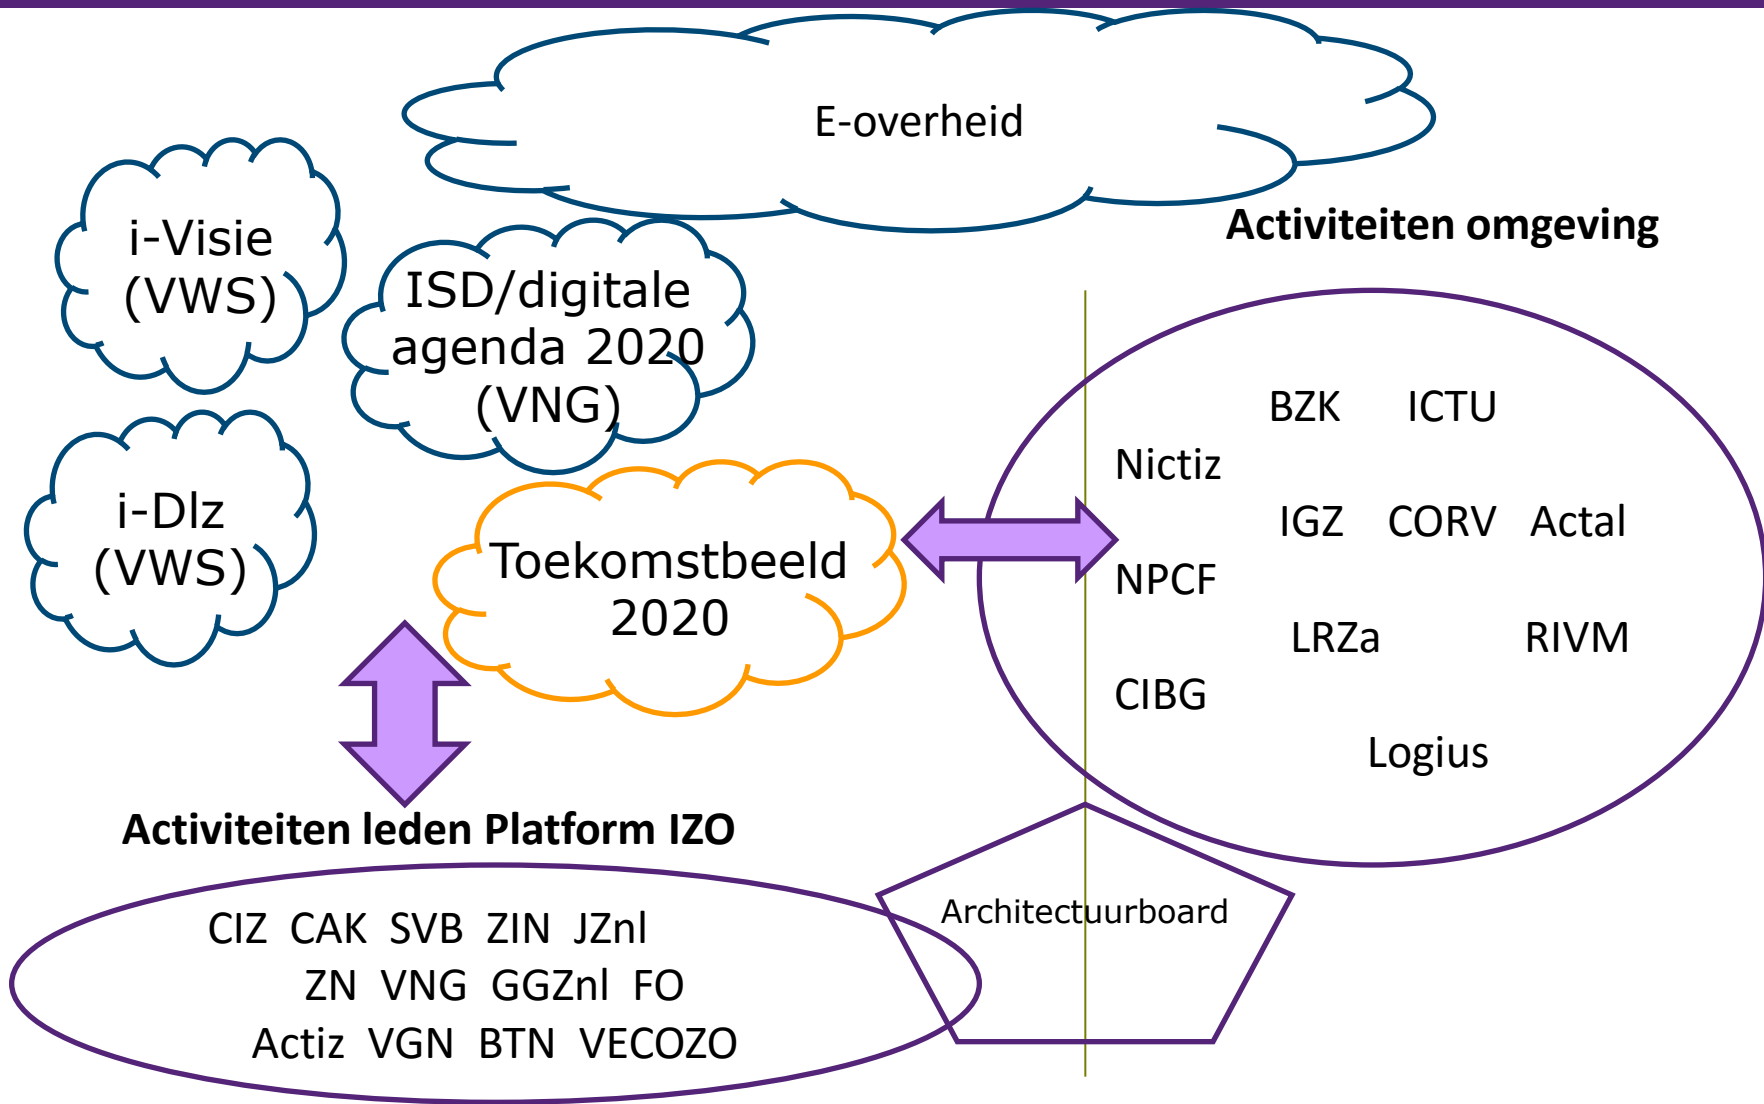 E-overheid
i-Visie
(VWS)
ISD/digitale
agenda 2020
(VNG)
i-Dlz
(VWS)
Toekomstbeeld
2020
Activiteiten omgeving
BZK ICTU
Nictiz
IGZ CORV Actal
NPCF
LRZa RIVM
CIBG
Logius
Activiteiten leden Platform IZO
CIZ CAK SVB ZIN JZnl
ZN VNG GGZnl FO
Actiz VGN BTN VECOZO
Architectuurboard